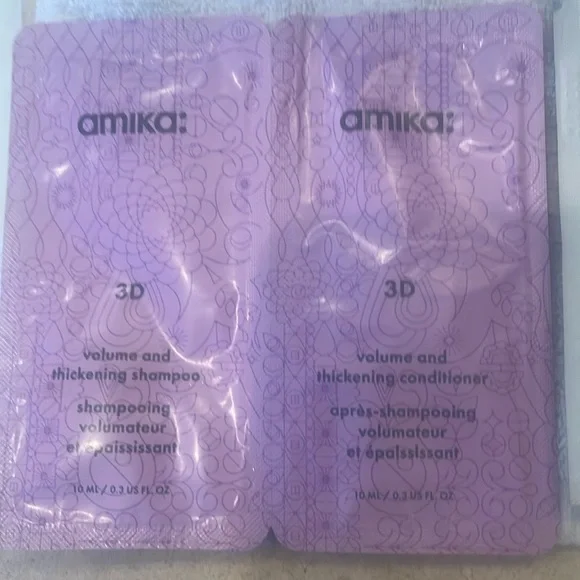 amika:
3D
volume and
thickening shampoo
shampooing
volumateur
et épaississant
10 ML / 0.3 US FL. OZ
amika:
3D
volume and
thickening conditioner
après-shampooing
volumateur
et épaississant
10 ML / 0.3 US FL. OZ